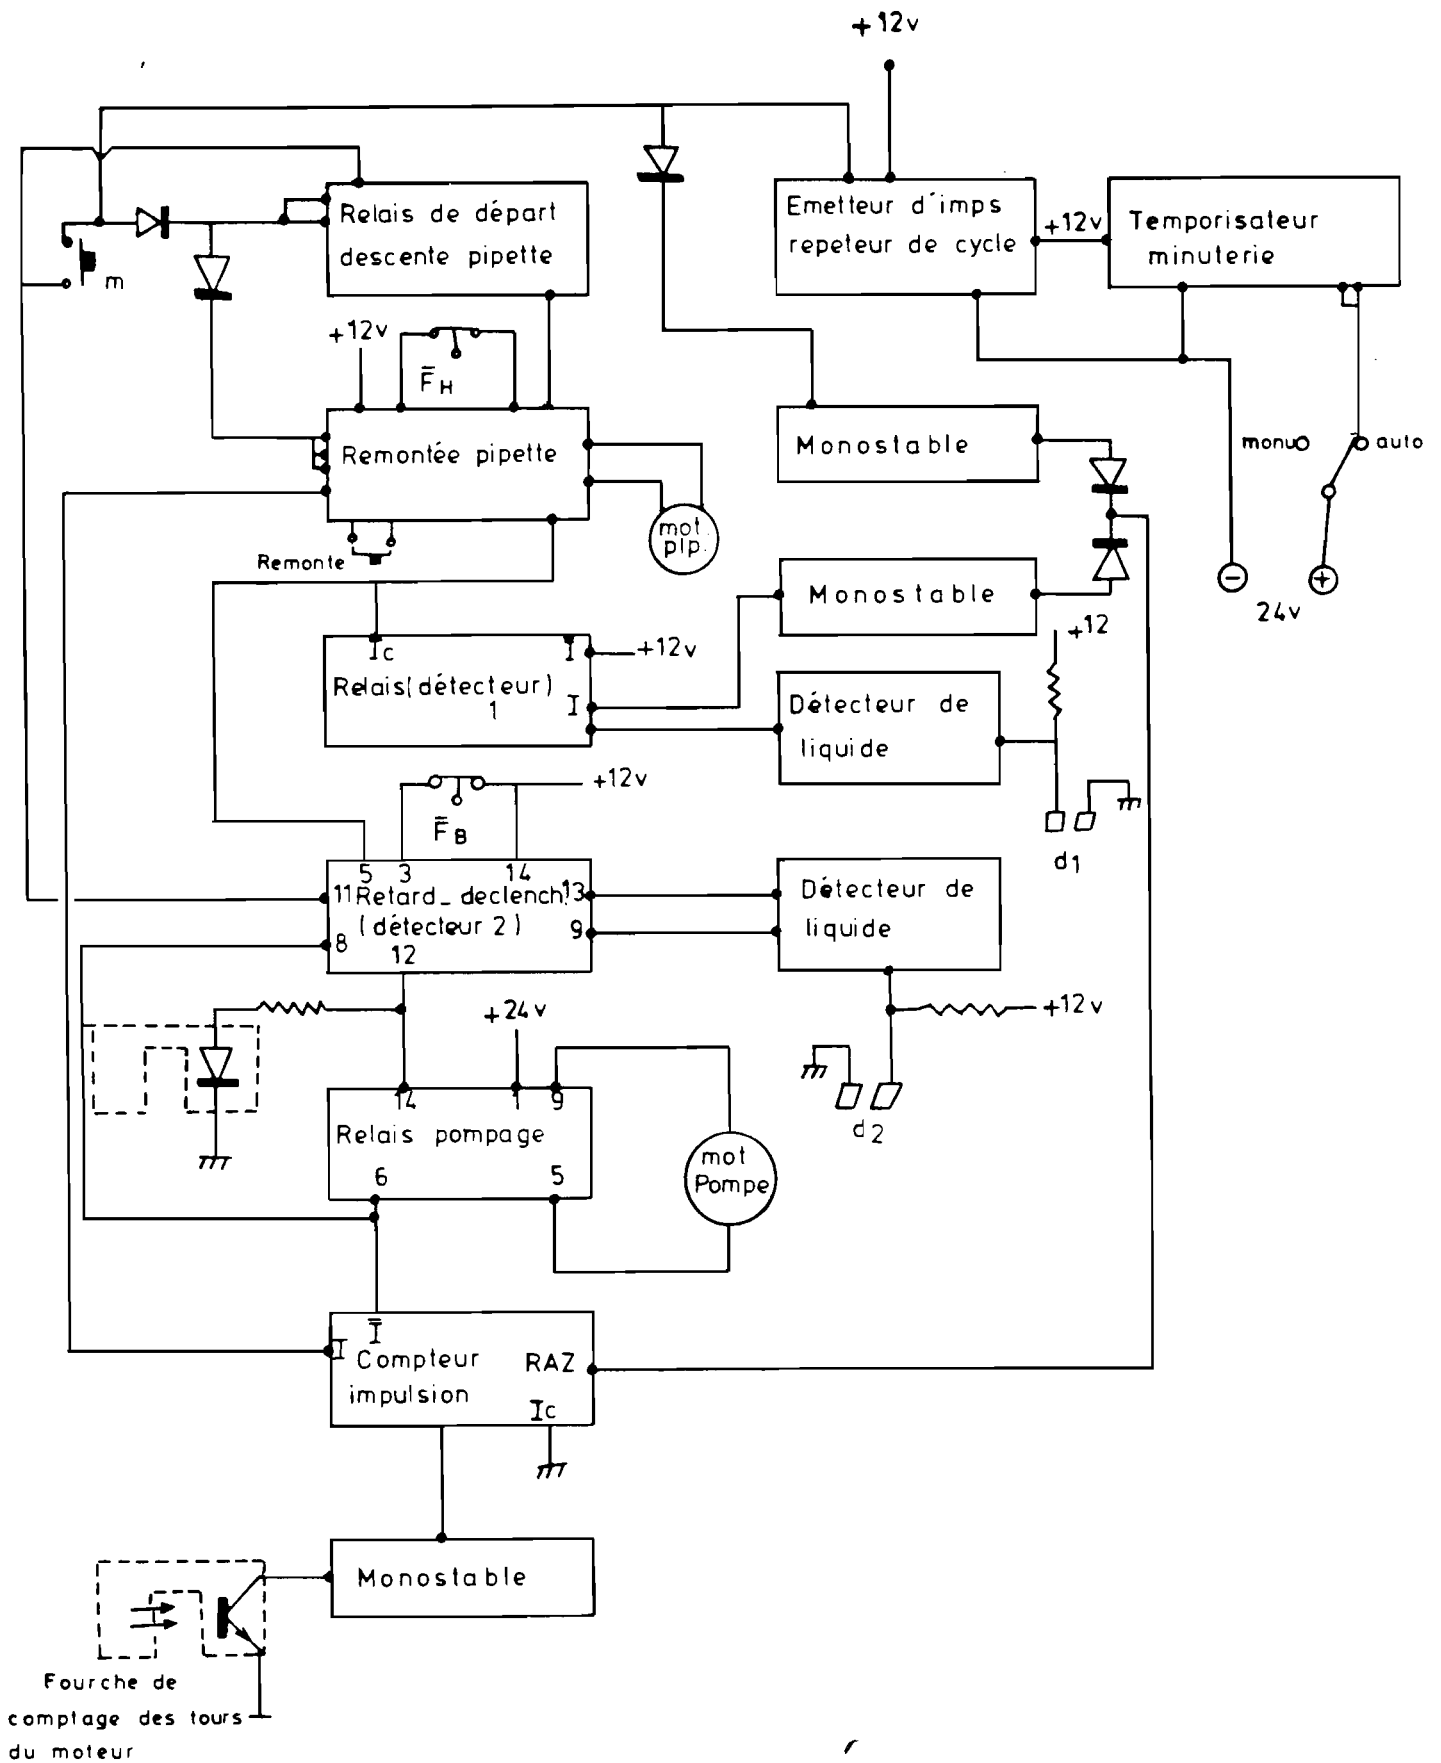 +12v
Relais de départ
descente pipette
Emetteur d'imps
repeteur de cycle
+12v
Temporisateur
minuterie
m
+12v
F̅H
Remontée pipette
mot
pip.
Remonte
Monostable
manu
auto
Monostable
24v
+12
Ic
I
+12v
Relais(détecteur)
1
I
Détecteur de
liquide
d1
+12v
F̅B
5 3 14
11 Retard_declench. 13
8 (détecteur 2) 9
12
Détecteur de
liquide
+12v
d2
+24v
14 1 9
Relais pompage
6 5
mot
Pompe
I̅
I
Compteur
impulsion
RAZ
Ic
Monostable
Fourche de
comptage des tours
du moteur